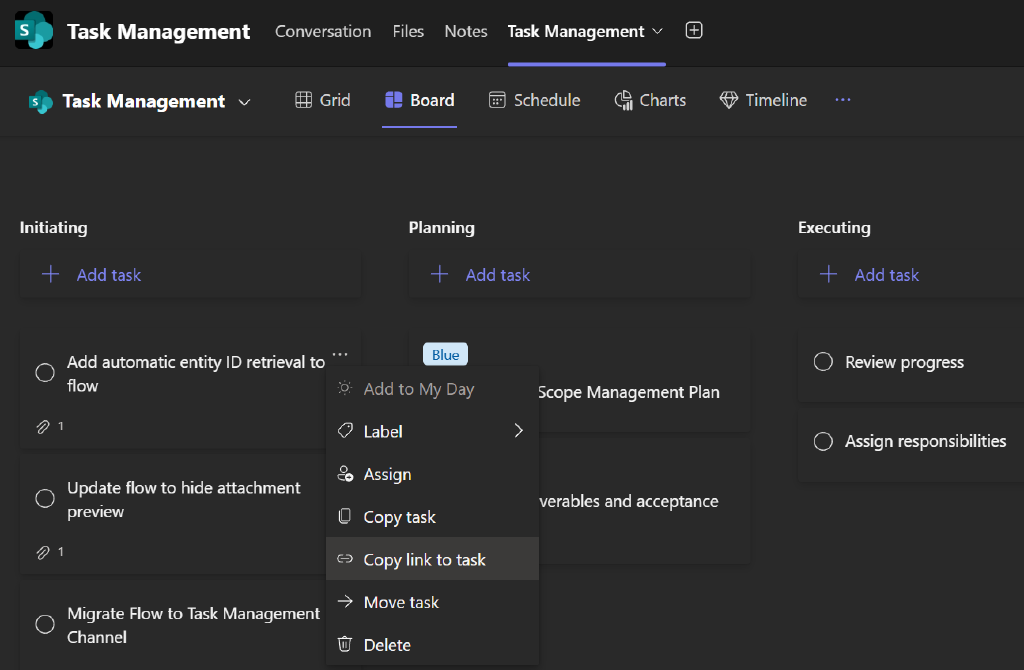 Task Management Conversation Files Notes Task Management
Task Management Grid Board Schedule Charts Timeline
Initiating
Add task
Add automatic entity ID retrieval to
flow
1
Update flow to hide attachment
preview
1
Migrate Flow to Task Management
Channel
Planning
Add task
Blue
Scope Management Plan
acceptance
Executing
Add task
Review progress
Assign responsibilities
Add to My Day
Label
Assign
Copy task
Copy link to task
Move task
Delete